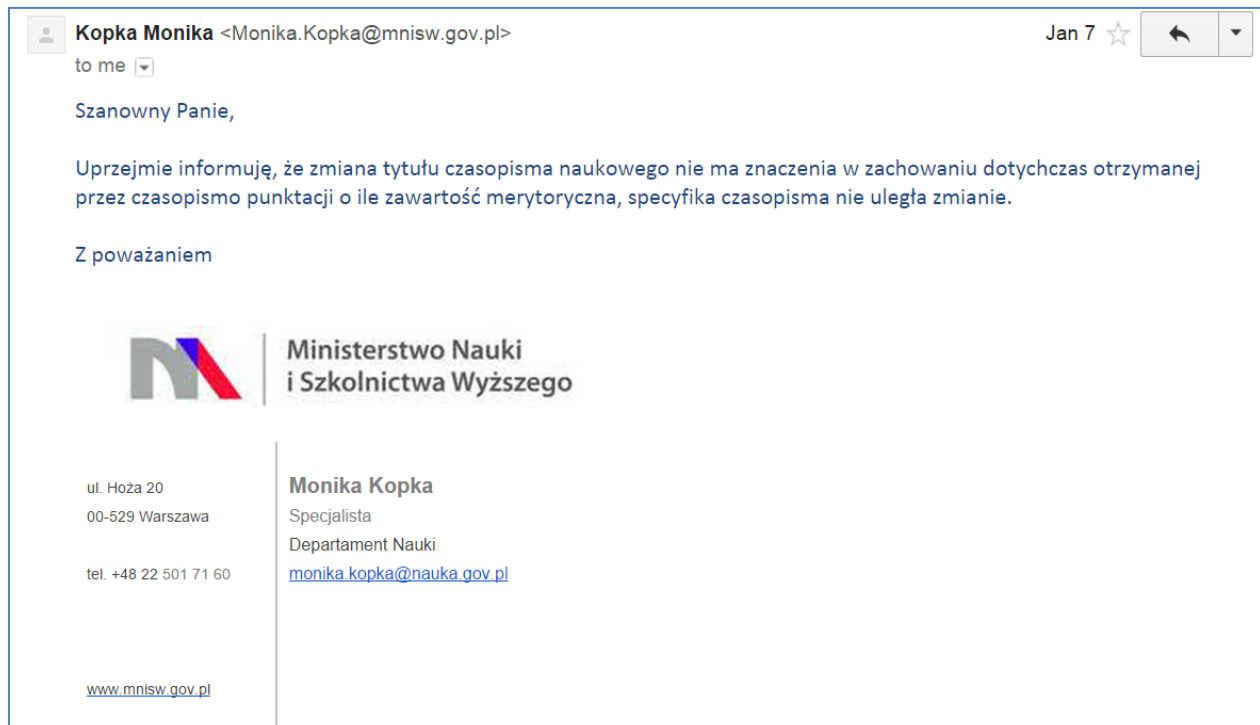 Kopka Monika <Monika.Kopka@mnisw.gov.pl>
Jan 7
to me
Szanowny Panie,
Uprzejmie informuję, że zmiana tytułu czasopisma naukowego nie ma znaczenia w zachowaniu dotychczas otrzymanej
przez czasopismo punktacji o ile zawartość merytoryczna, specyfika czasopisma nie uległa zmianie.
Z poważaniem
Ministerstwo Nauki
i Szkolnictwa Wyższego
ul. Hoża 20
00-529 Warszawa
tel. +48 22 501 71 60
Monika Kopka
Specjalista
Departament Nauki
monika.kopka@nauka.gov.pl
www.mnisw.gov.pl